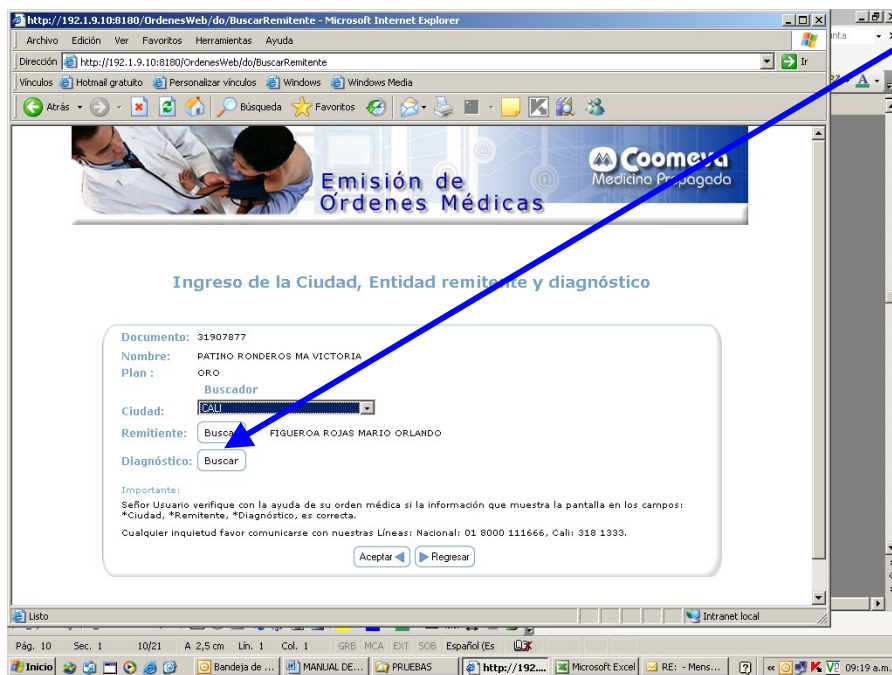 http://192.1.9.10:8180/OrdenesWeb/do/BuscarRemitente - Microsoft Internet Explorer
Archivo Edición Ver Favoritos Herramientas Ayuda
Dirección http://192.1.9.10:8180/OrdenesWeb/do/BuscarRemitente Ir
Vínculos Hotmail gratuito Personalizar vínculos Windows Windows Media
Atrás Búsqueda Favoritos
Coomeva
Medicina Prepagada
Emisión de
Ordenes Médicas
Ingreso de la Ciudad, Entidad remitente y diagnóstico
Documento: 31907877
Nombre: PATINO RONDEROS MA VICTORIA
Plan : ORO
Buscador
Ciudad: CALI
Remitiente: Buscar FIGUEROA ROJAS MARIO ORLANDO
Diagnóstico: Buscar
Importante:
Señor Usuario verifique con la ayuda de su orden médica si la información que muestra la pantalla en los campos:
*Ciudad, *Remitente, *Diagnóstico, es correcta.
Cualquier inquietud favor comunicarse con nuestras Líneas: Nacional: 01 8000 111666, Cali: 318 1333.
Aceptar Regresar
Listo Intranet local
Pág. 10 Sec. 1 10/21 A 2,5 cm Lín. 1 Col. 1 GRB MCA EXT SOB Español (Es
Inicio Bandeja de ... MANUAL DE... PRUEBAS http://192.... Microsoft Excel RE: - Mens... 09:19 a.m.